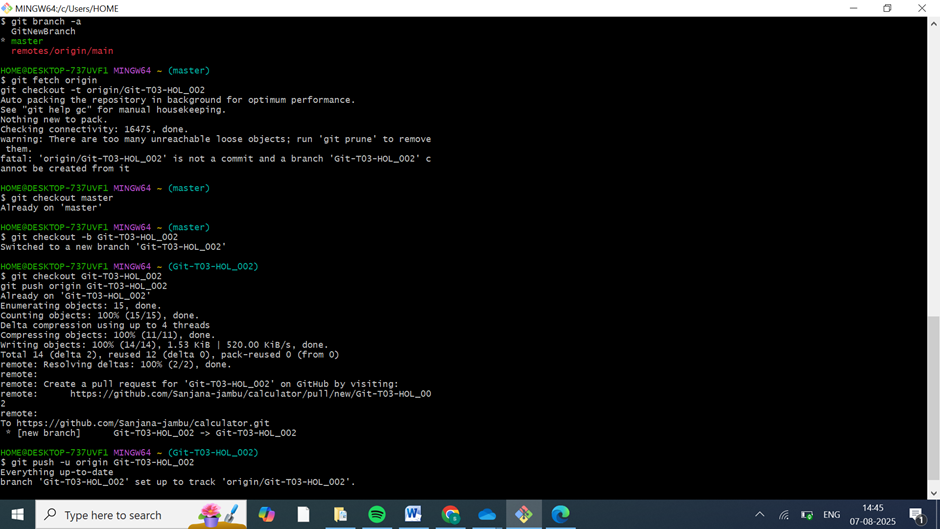 MINGW64:/c/Users/HOME
$ git branch -a
GitNewBranch
* master
remotes/origin/main
HOME@DESKTOP-737UVF1 MINGW64 ~ (master)
$ git fetch origin
git checkout -t origin/Git-T03-HOL_002
Auto packing the repository in background for optimum performance.
See "git help gc" for manual housekeeping.
Nothing new to pack.
Checking connectivity: 16475, done.
warning: There are too many unreachable loose objects; run 'git prune' to remove
them.
fatal: 'origin/Git-T03-HOL_002' is not a commit and a branch 'Git-T03-HOL_002' c
annot be created from it
HOME@DESKTOP-737UVF1 MINGW64 ~ (master)
$ git checkout master
Already on 'master'
HOME@DESKTOP-737UVF1 MINGW64 ~ (master)
$ git checkout -b Git-T03-HOL_002
Switched to a new branch 'Git-T03-HOL_002'
HOME@DESKTOP-737UVF1 MINGW64 ~ (Git-T03-HOL_002)
$ git checkout Git-T03-HOL_002
git push origin Git-T03-HOL_002
Already on 'Git-T03-HOL_002'
Enumerating objects: 15, done.
Counting objects: 100% (15/15), done.
Delta compression using up to 4 threads
Compressing objects: 100% (11/11), done.
Writing objects: 100% (14/14), 1.53 KiB | 520.00 KiB/s, done.
Total 14 (delta 2), reused 12 (delta 0), pack-reused 0 (from 0)
remote: Resolving deltas: 100% (2/2), done.
remote:
remote: Create a pull request for 'Git-T03-HOL_002' on GitHub by visiting:
remote:      https://github.com/Sanjana-jambu/calculator/pull/new/Git-T03-HOL_00
2
remote:
To https://github.com/Sanjana-jambu/calculator.git
* [new branch]      Git-T03-HOL_002 -> Git-T03-HOL_002
HOME@DESKTOP-737UVF1 MINGW64 ~ (Git-T03-HOL_002)
$ git push -u origin Git-T03-HOL_002
Everything up-to-date
branch 'Git-T03-HOL_002' set up to track 'origin/Git-T03-HOL_002'.
Type here to search
ENG
14:45
07-08-2025
1